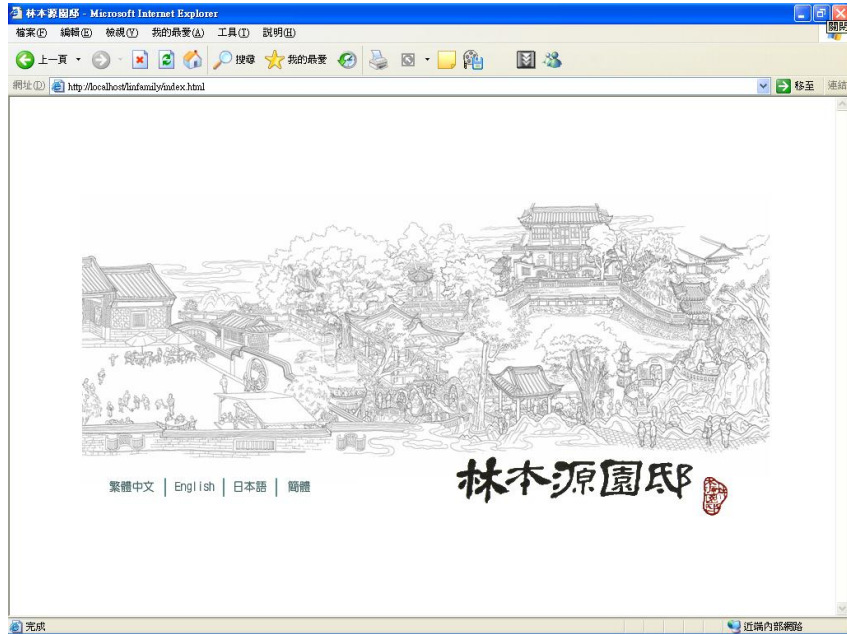 林本源園邸 - Microsoft Internet Explorer
檔案(F) 編輯(E) 檢視(V) 我的最愛(A) 工具(T) 說明(H)
關閉
上一頁 搜尋 我的最愛
網址(D) http://localhost/linfamily/index.html 移至 連結
繁體中文 | English | 日本語 | 簡體
林本源園邸
完成 近端內部網路